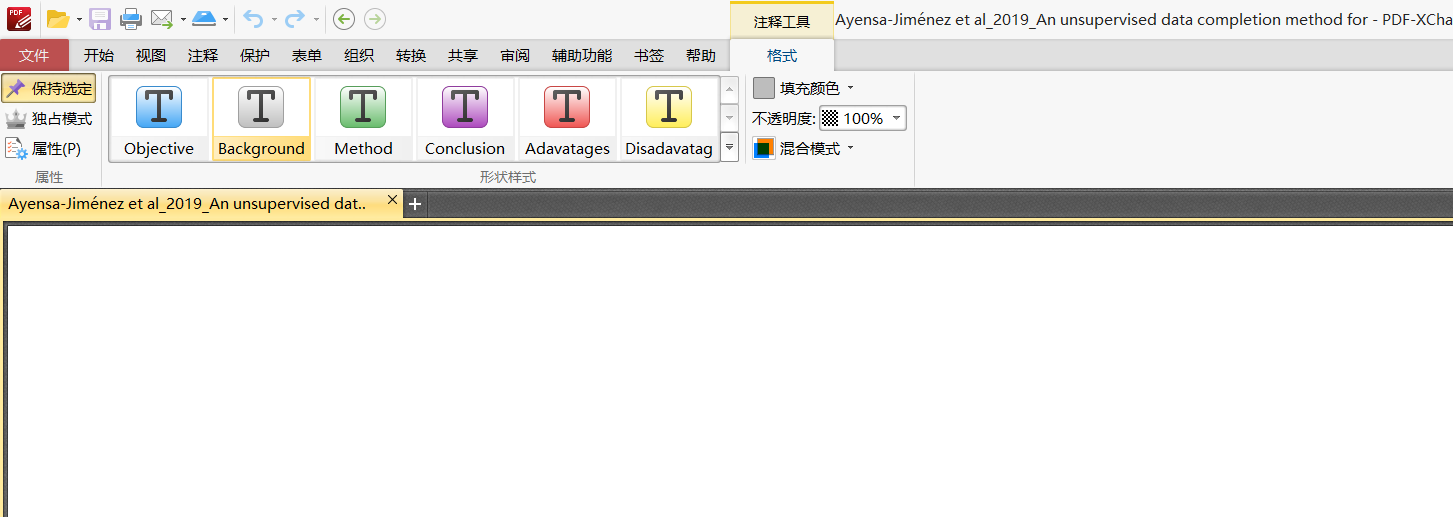 PDF
注释工具
Ayensa-Jiménez et al_2019_An unsupervised data completion method for - PDF-XCha
文件 开始 视图 注释 保护 表单 组织 转换 共享 审阅 辅助功能 书签 帮助 格式
保持选定
独占模式
属性(P)
属性
T T T T T T
Objective Background Method Conclusion Adavatages Disadavatag
形状样式
填充颜色
不透明度: 100%
混合模式
Ayensa-Jiménez et al_2019_An unsupervised dat..